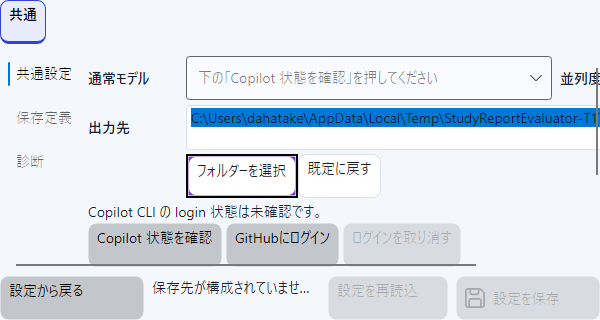 共通
共通設定
通常モデル
下の「Copilot 状態を確認」を押してください
並列度
保存定義
出力先
C:\Users\dahatake\AppData\Local\Temp\StudyReportEvaluator-T1
診断
フォルダーを選択
既定に戻す
Copilot CLI の login 状態は未確認です。
Copilot 状態を確認
GitHubにログイン
ログインを取り消す
設定から戻る
保存先が構成されていませ...
設定を再読込
設定を保存